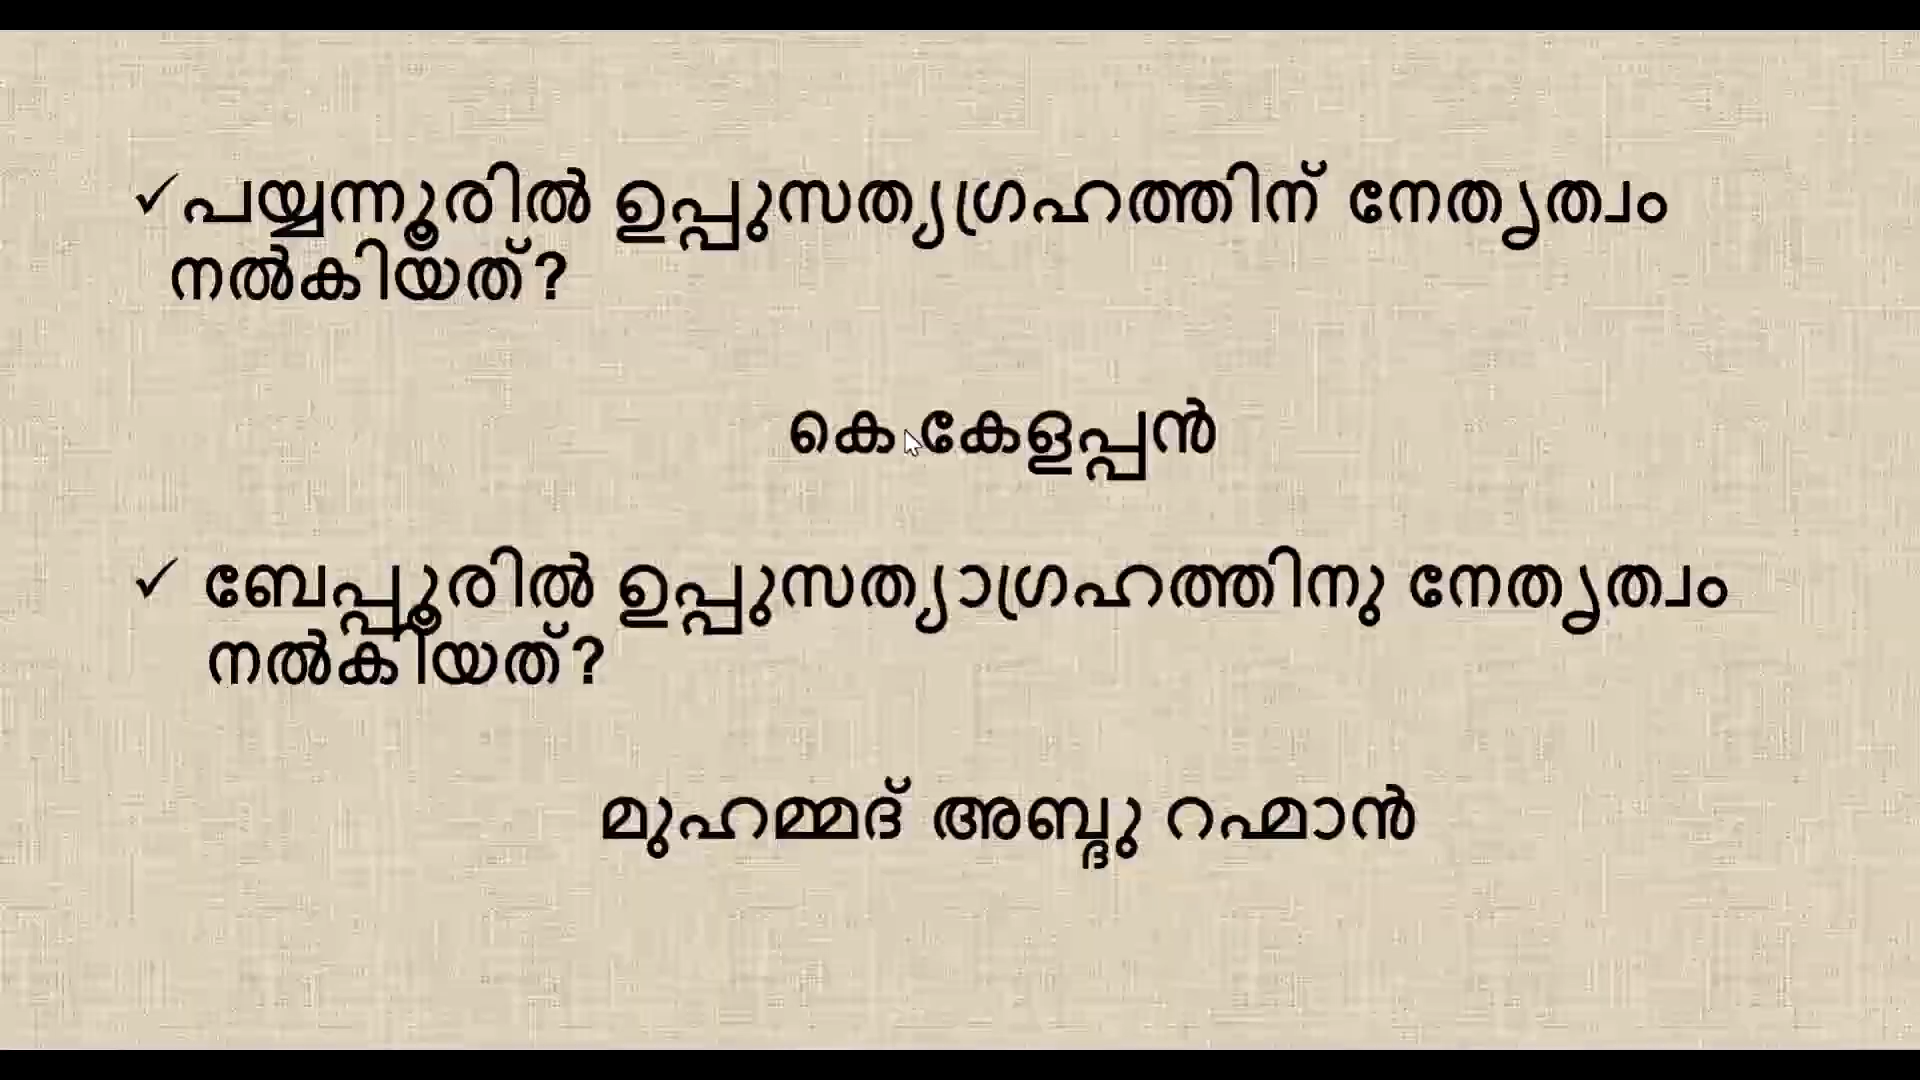 ✓പയ്യന്നൂരിൽ ഉപ്പുസത്യഗ്രഹത്തിന് നേതൃത്വം
നൽകിയത്?
കെ.കേളപ്പൻ
✓ ബേപ്പൂരിൽ ഉപ്പുസത്യാഗ്രഹത്തിനു നേതൃത്വം
നൽകിയത്?
മുഹമ്മദ് അബ്ദു റഹ്മാൻ